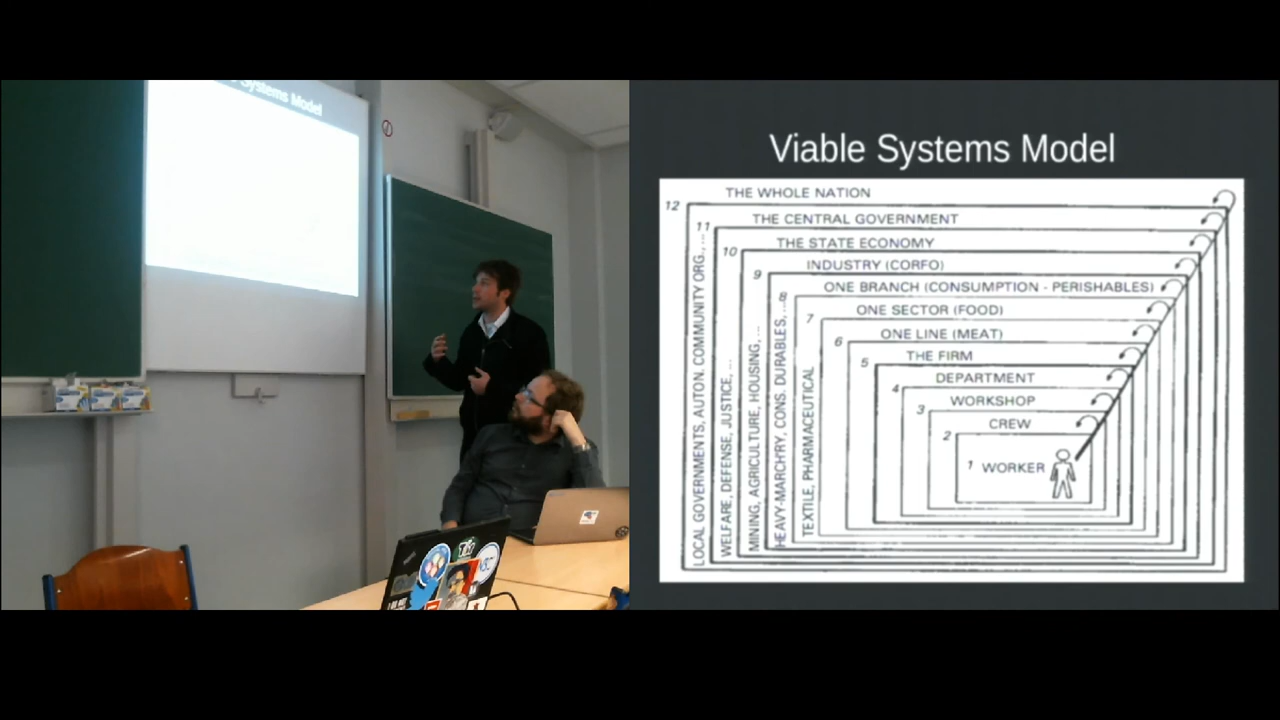 Systems Model
Viable Systems Model
THE WHOLE NATION
12
THE CENTRAL GOVERNMENT
11
THE STATE ECONOMY
10
INDUSTRY (CORFO)
9
ONE BRANCH (CONSUMPTION - PERISHABLES)
8
ONE SECTOR (FOOD)
7
ONE LINE (MEAT)
6
THE FIRM
5
DEPARTMENT
4
WORKSHOP
3
CREW
2
1 WORKER
LOCAL GOVERNMENTS, AUTON. COMMUNITY ORG., ...
WELFARE, DEFENSE, JUSTICE, ...
MINING, AGRICULTURE, HOUSING, ...
HEAVY-MARCH'RY, CONS. DURABLES, ...
TEXTILE, PHARMACEUTICAL